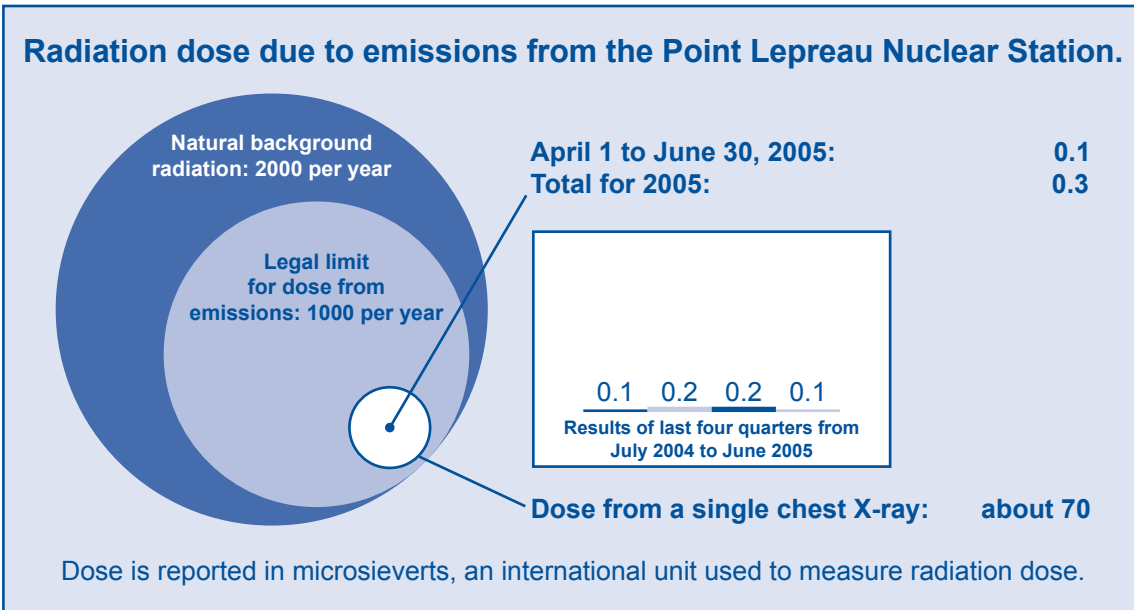 Radiation dose due to emissions from the Point Lepreau Nuclear Station.
Natural background
radiation: 2000 per year
Legal limit
for dose from
emissions: 1000 per year
April 1 to June 30, 2005: 0.1
Total for 2005: 0.3
0.1 0.2 0.2 0.1
Results of last four quarters from
July 2004 to June 2005
Dose from a single chest X-ray: about 70
Dose is reported in microsieverts, an international unit used to measure radiation dose.